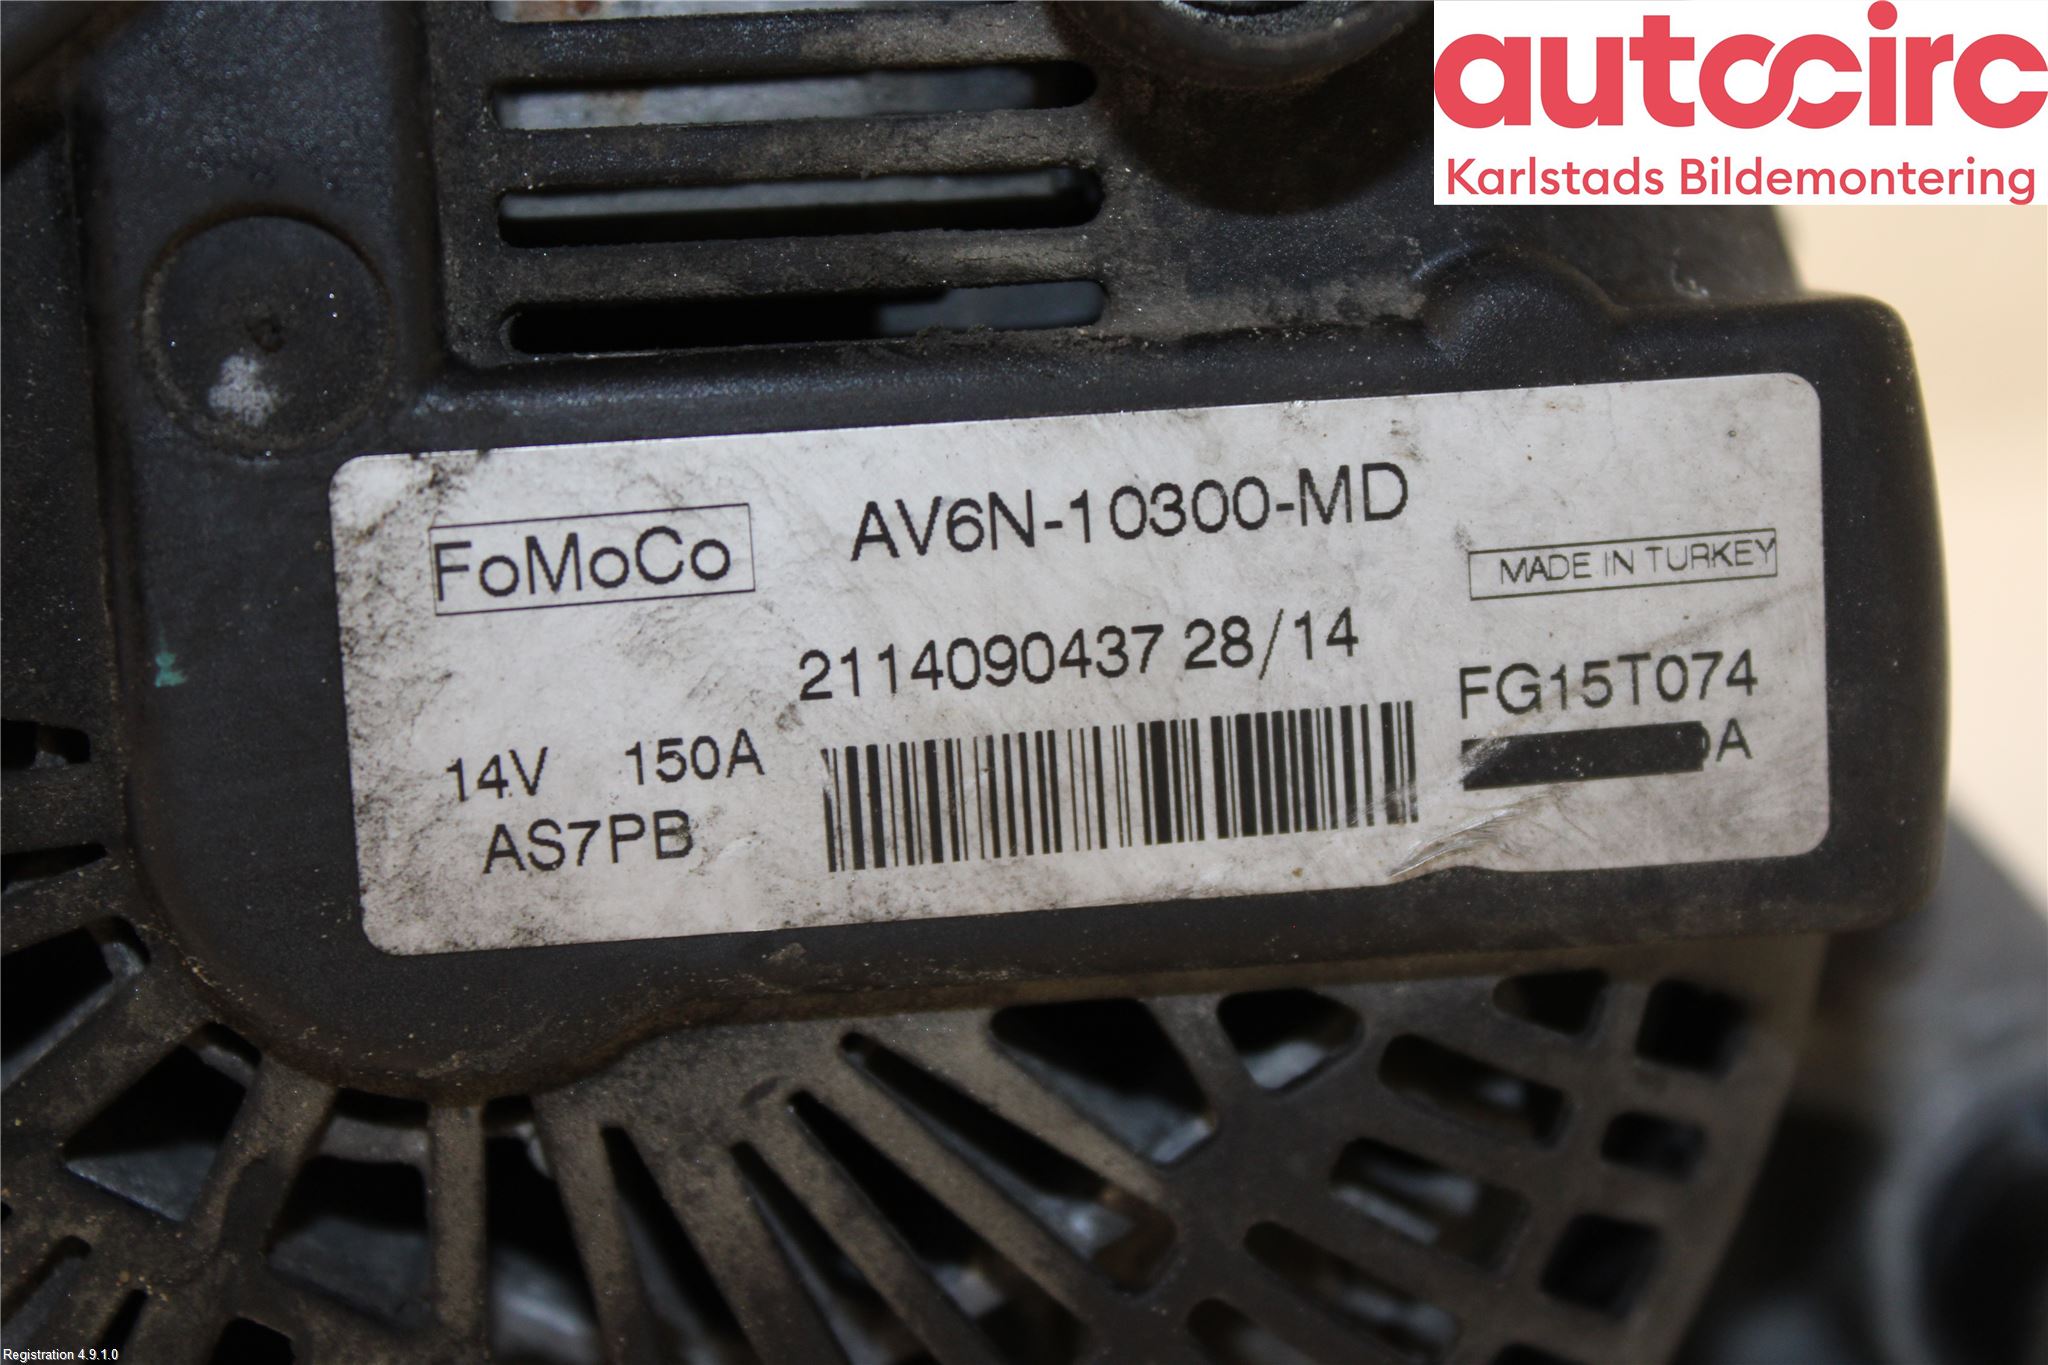 autocirc
Karlstads Bildemontering
FoMoCo
AV6N-10300-MD
MADE IN TURKEY
2114090437 28/14
FG15T074
A
14V 150A
AS7PB
Registration 4.9.1.0